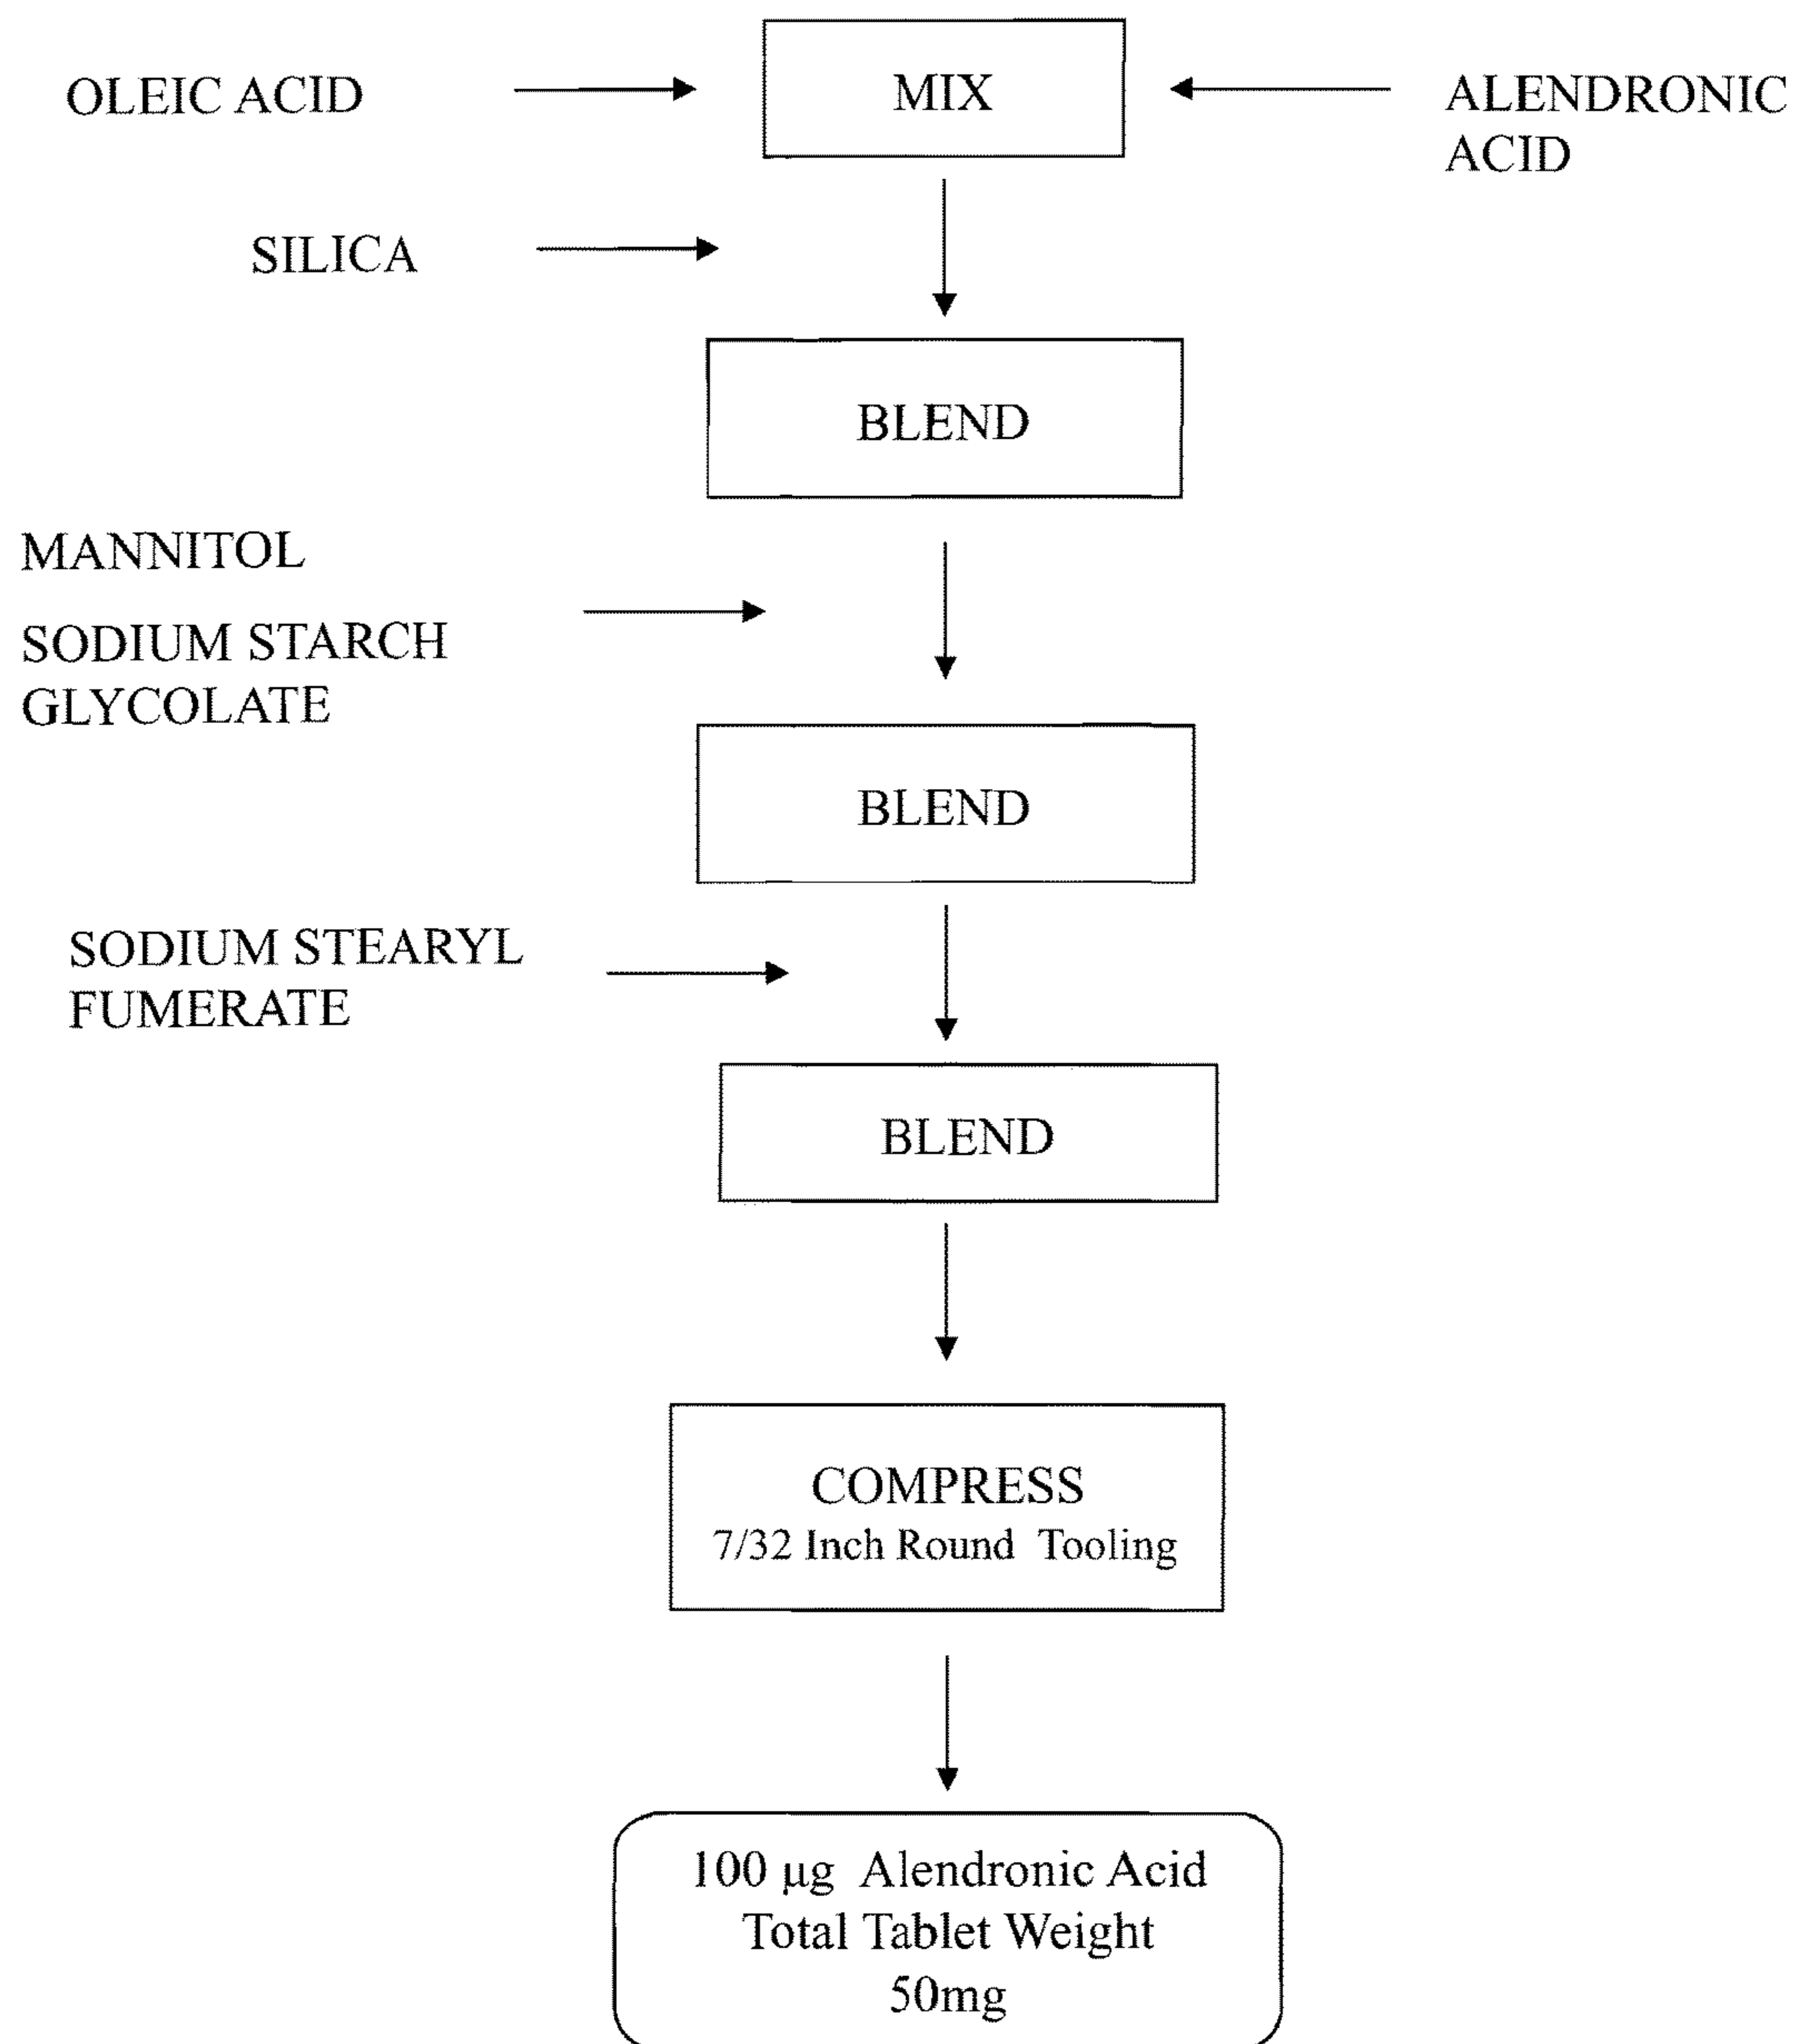 OLEIC ACID
MIX
ALENDRONIC
ACID
SILICA
BLEND
MANNITOL
SODIUM STARCH
GLYCOLATE
BLEND
SODIUM STEARYL
FUMERATE
BLEND
COMPRESS
7/32 Inch Round Tooling
100 µg Alendronic Acid
Total Tablet Weight
50mg